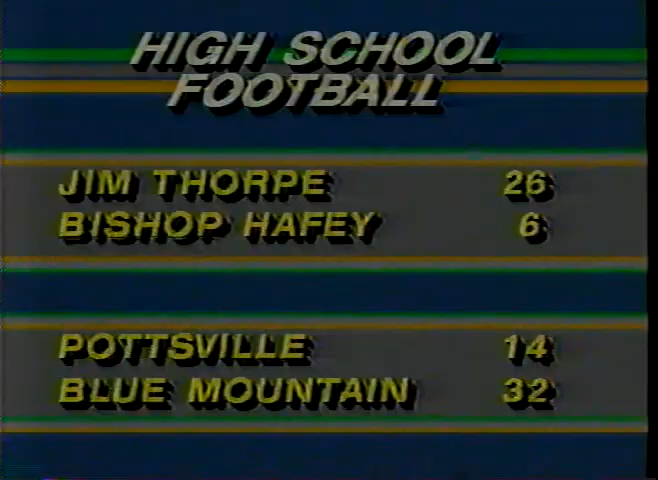 HIGH SCHOOL
FOOTBALL
JIM THORPE 26
BISHOP HAFEY 6
POTTSVILLE 14
BLUE MOUNTAIN 32